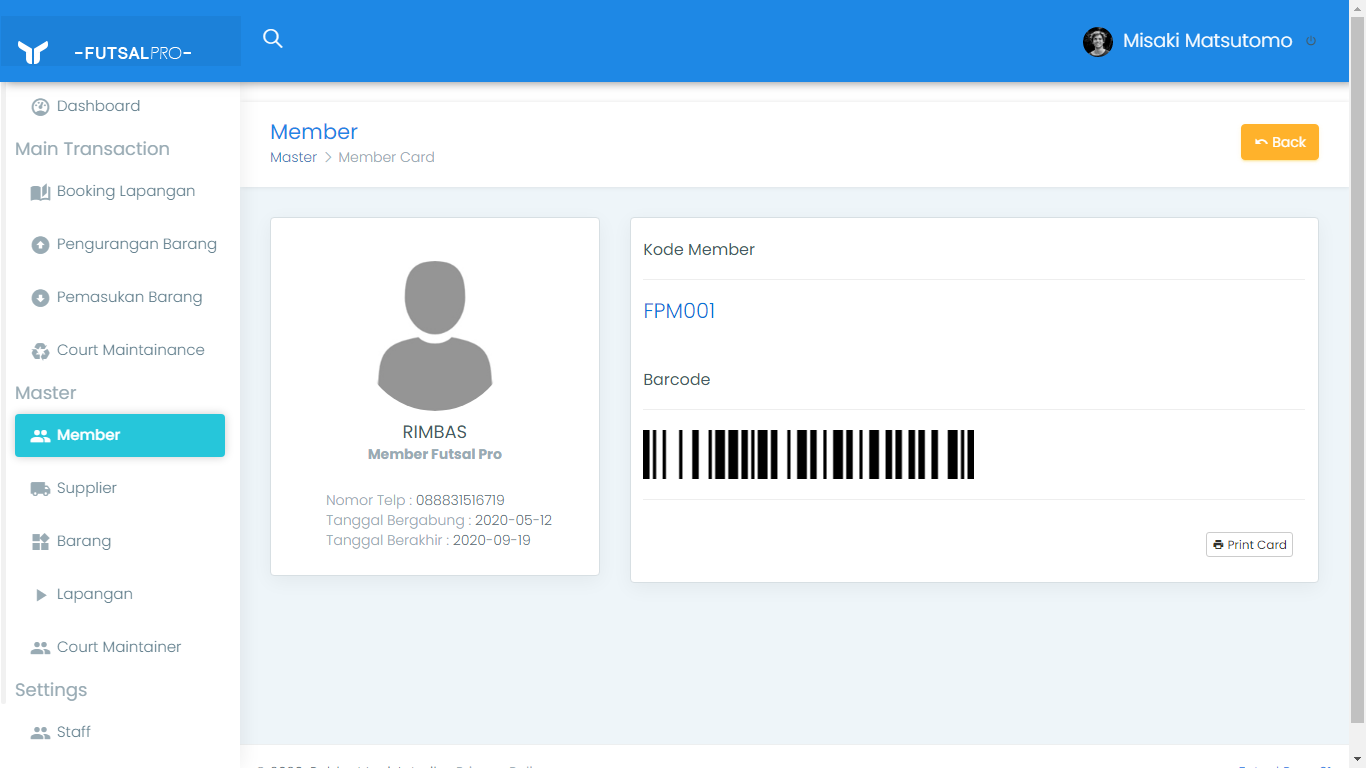 -FUTSALPRO-
Misaki Matsutomo
Dashboard
Main Transaction
Booking Lapangan
Pengurangan Barang
Pemasukan Barang
Court Maintainance
Master
Member
Supplier
Barang
Lapangan
Court Maintainer
Settings
Staff
Member
Master > Member Card
Back
RIMBAS
Member Futsal Pro
Nomor Telp : 088831516719
Tanggal Bergabung : 2020-05-12
Tanggal Berakhir : 2020-09-19
Kode Member
FPM001
Barcode
Print Card